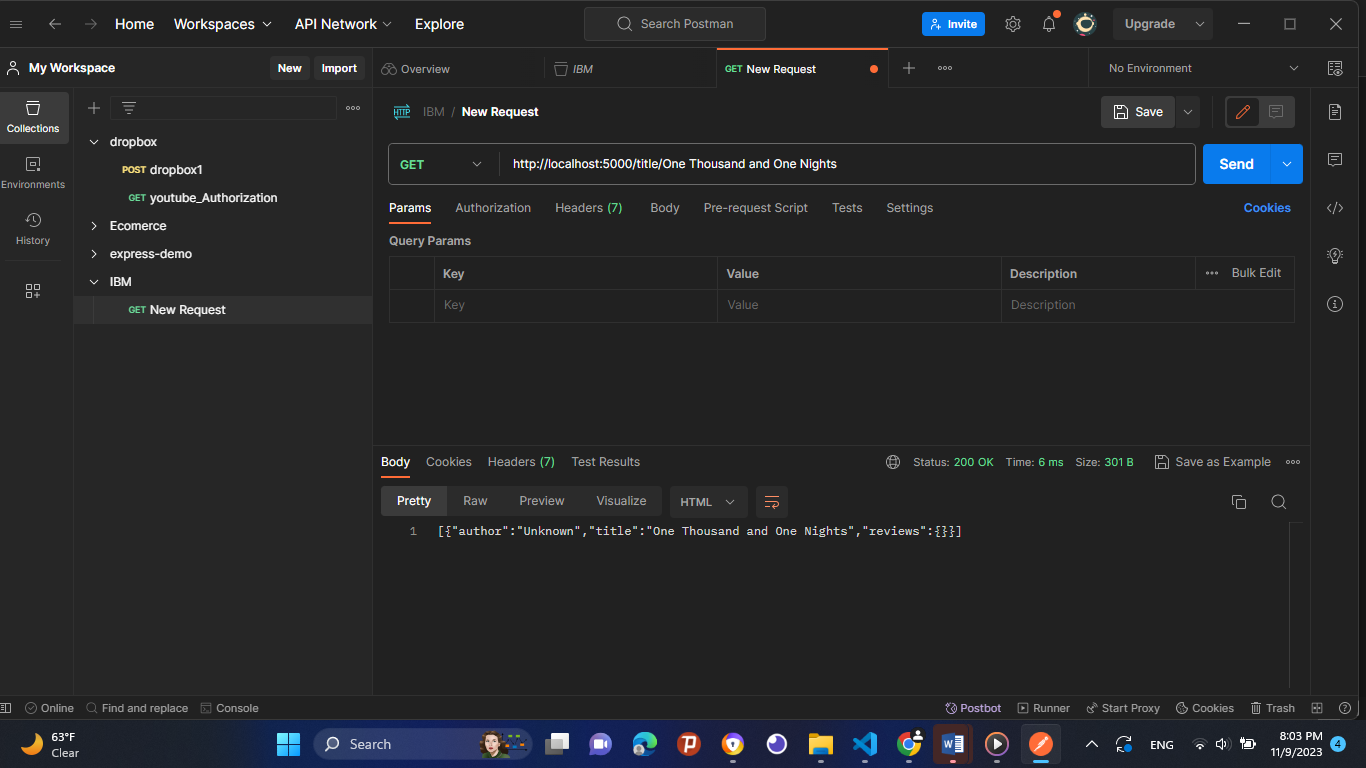 Home Workspaces API Network Explore Search Postman Invite Upgrade
My Workspace New Import Overview IBM GET New Request No Environment
Collections
Environments
History
dropbox
POST dropbox1
GET youtube_Authorization
Ecomerce
express-demo
IBM
GET New Request
HTTP IBM / New Request Save
GET http://localhost:5000/title/One Thousand and One Nights Send
Params Authorization Headers (7) Body Pre-request Script Tests Settings Cookies
Query Params
Key Value Description Bulk Edit
Key Value Description
Body Cookies Headers (7) Test Results Status: 200 OK Time: 6 ms Size: 301 B Save as Example
Pretty Raw Preview Visualize HTML
1 [{"author":"Unknown","title":"One Thousand and One Nights","reviews":{}}]
Online Find and replace Console Postbot Runner Start Proxy Cookies Trash
63°F
Clear
Search
ENG
8:03 PM
11/9/2023
4